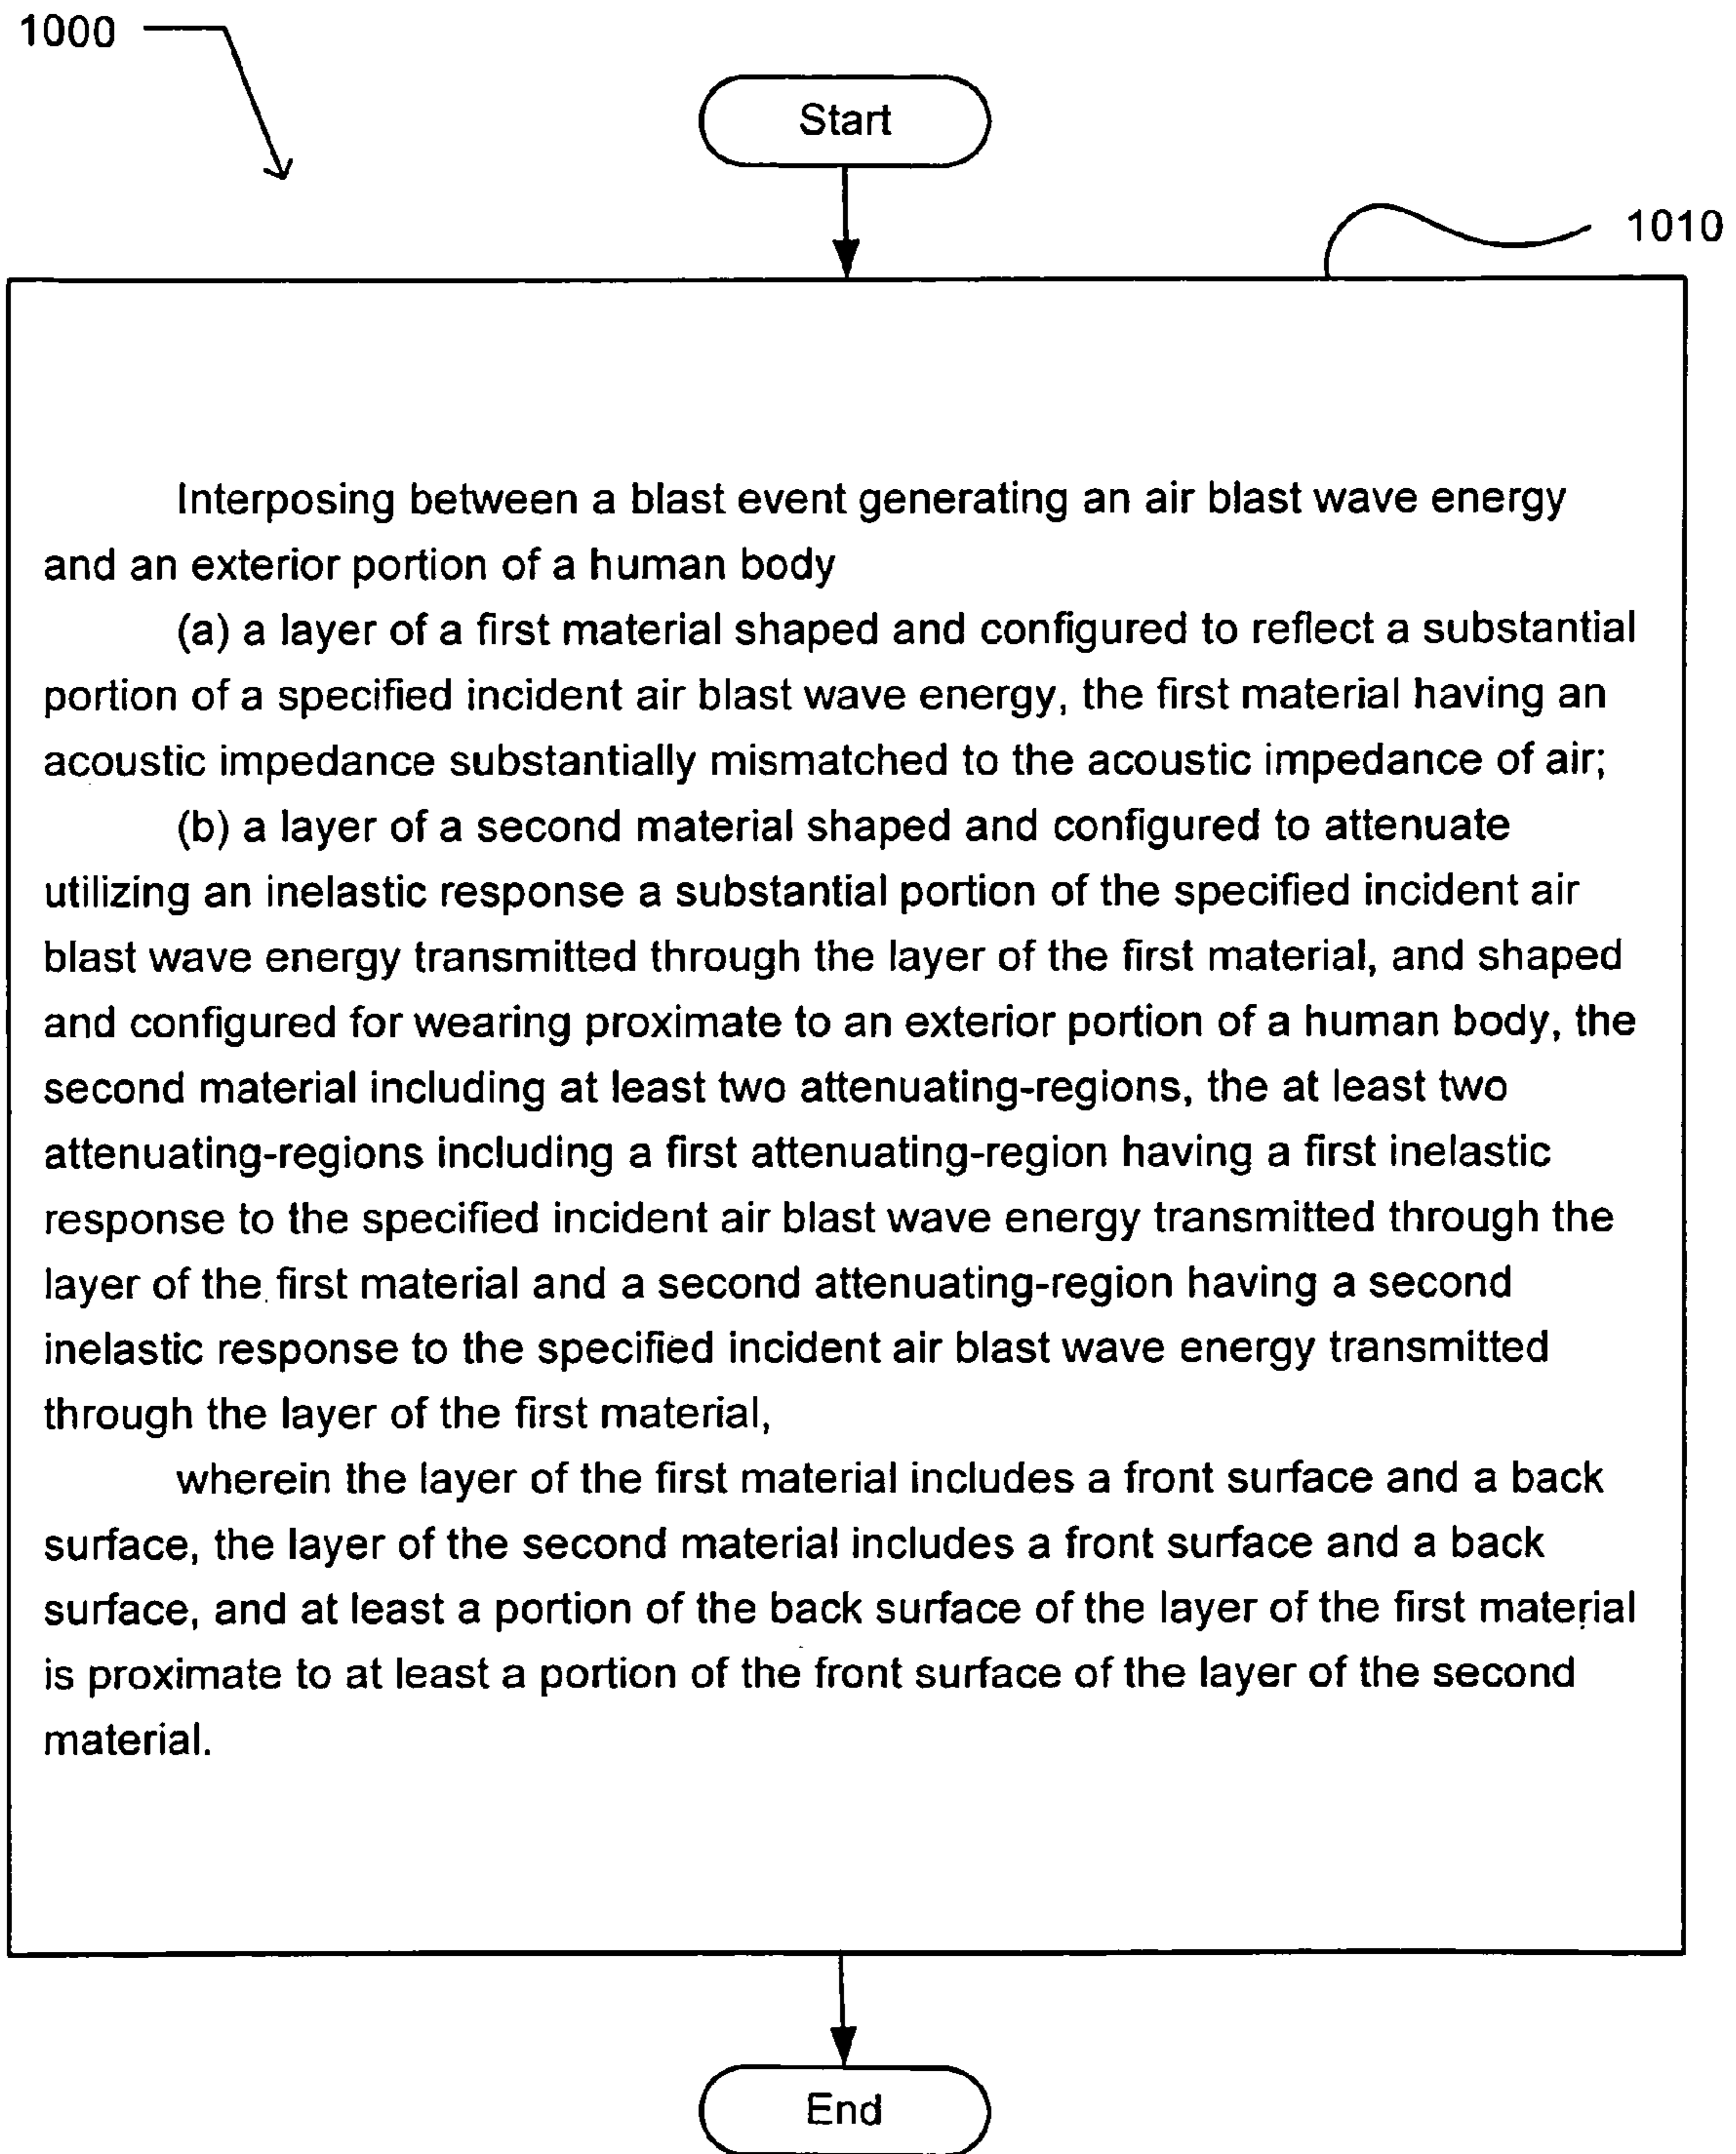 1000
Start
1010
Interposing between a blast event generating an air blast wave energy
and an exterior portion of a human body
(a) a layer of a first material shaped and configured to reflect a substantial
portion of a specified incident air blast wave energy, the first material having an
acoustic impedance substantially mismatched to the acoustic impedance of air;
(b) a layer of a second material shaped and configured to attenuate
utilizing an inelastic response a substantial portion of the specified incident air
blast wave energy transmitted through the layer of the first material, and shaped
and configured for wearing proximate to an exterior portion of a human body, the
second material including at least two attenuating-regions, the at least two
attenuating-regions including a first attenuating-region having a first inelastic
response to the specified incident air blast wave energy transmitted through the
layer of the first material and a second attenuating-region having a second
inelastic response to the specified incident air blast wave energy transmitted
through the layer of the first material,
wherein the layer of the first material includes a front surface and a back
surface, the layer of the second material includes a front surface and a back
surface, and at least a portion of the back surface of the layer of the first material
is proximate to at least a portion of the front surface of the layer of the second
material.
End